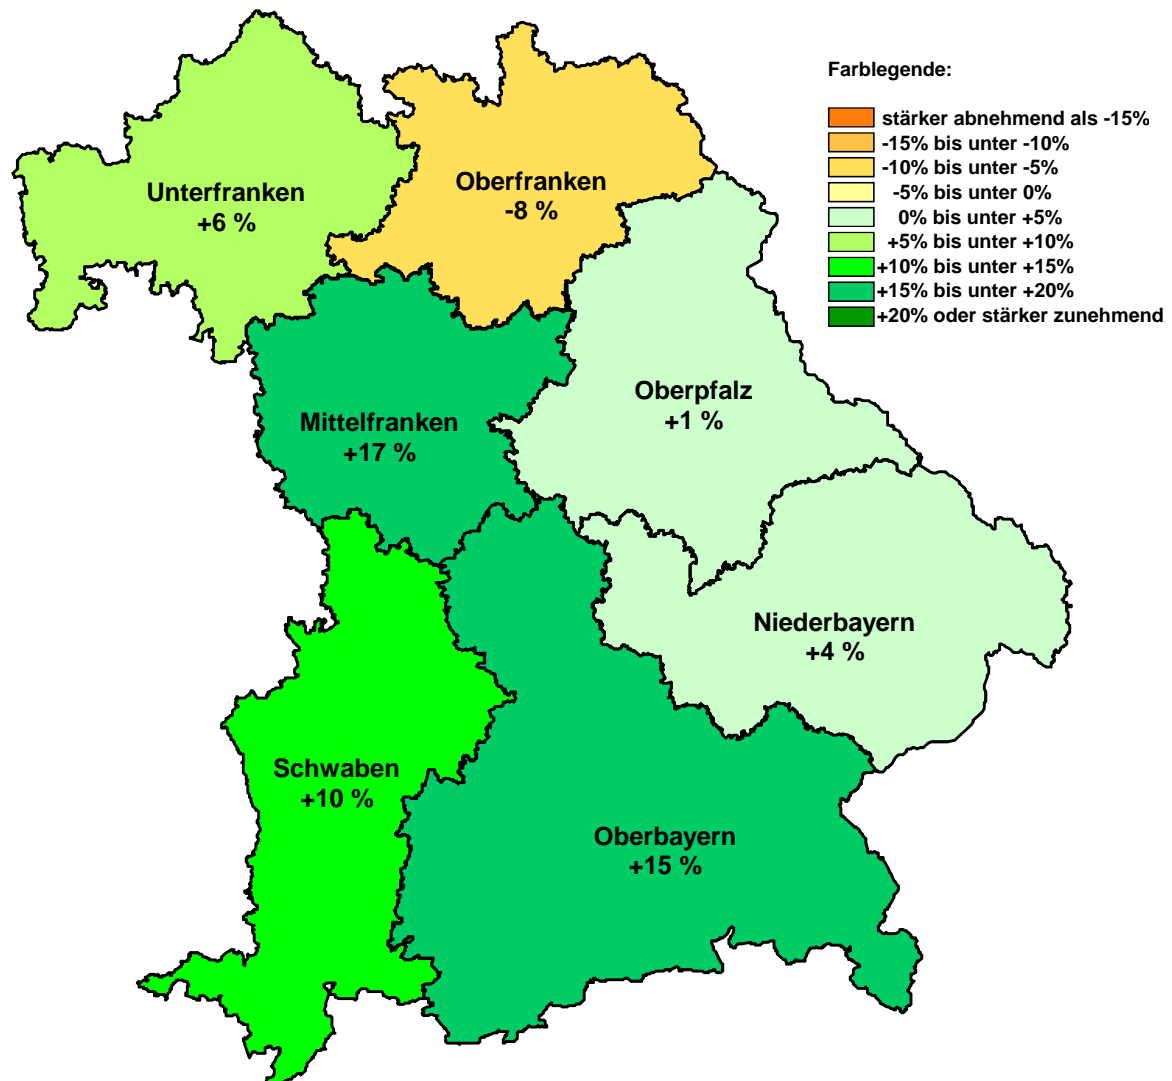 Farblegende:
stärker abnehmend als -15%
-15% bis unter -10%
-10% bis unter -5%
-5% bis unter 0%
0% bis unter +5%
+5% bis unter +10%
+10% bis unter +15%
+15% bis unter +20%
+20% oder stärker zunehmend
Unterfranken
+6 %
Oberfranken
-8 %
Mittelfranken
+17 %
Oberpfalz
+1 %
Niederbayern
+4 %
Schwaben
+10 %
Oberbayern
+15 %